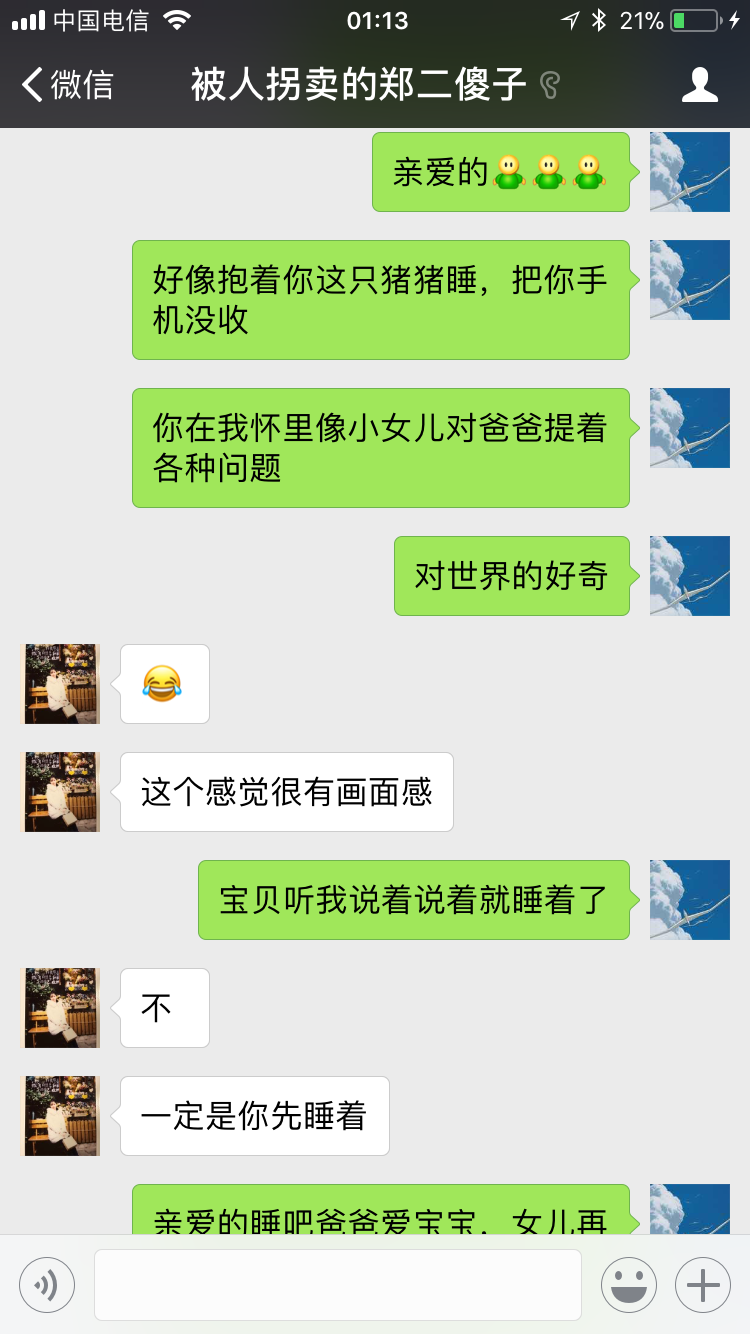 中国电信 01:13 21%
微信 被人拐卖的郑二傻子
亲爱的
好像抱着你这只猪猪睡，把你手
机没收
你在我怀里像小女儿对爸爸提着
各种问题
对世界的好奇
这个感觉很有画面感
宝贝听我说着说着就睡着了
不
一定是你先睡着
亲爱的睡吧爸爸爱宝宝，女儿再